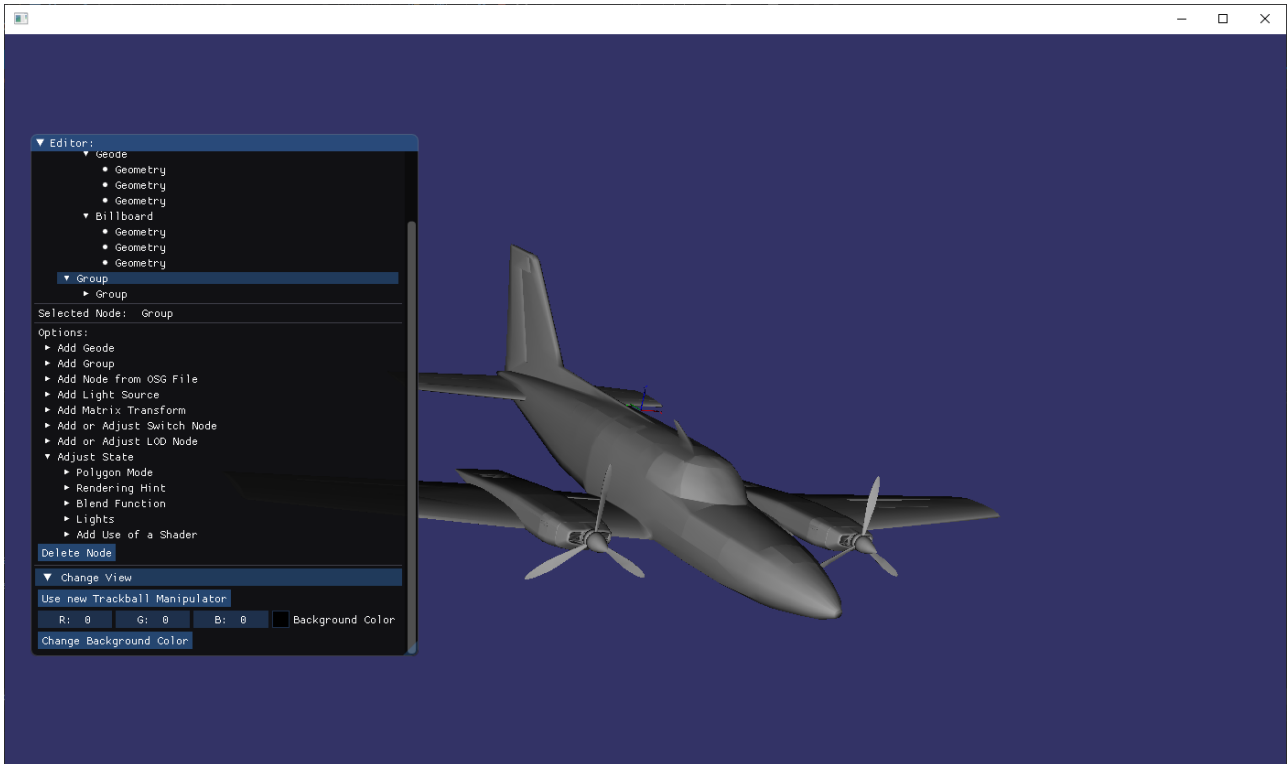 Editor:
Geode
Geometry
Geometry
Geometry
Billboard
Geometry
Geometry
Geometry
Group
Group
Selected Node: Group
Options:
Add Geode
Add Group
Add Node from OSG File
Add Light Source
Add Matrix Transform
Add or Adjust Switch Node
Add or Adjust LOD Node
Adjust State
Polygon Mode
Rendering Hint
Blend Function
Lights
Add Use of a Shader
Delete Node
Change View
Use new Trackball Manipulator
R: 0 G: 0 B: 0 Background Color
Change Background Color